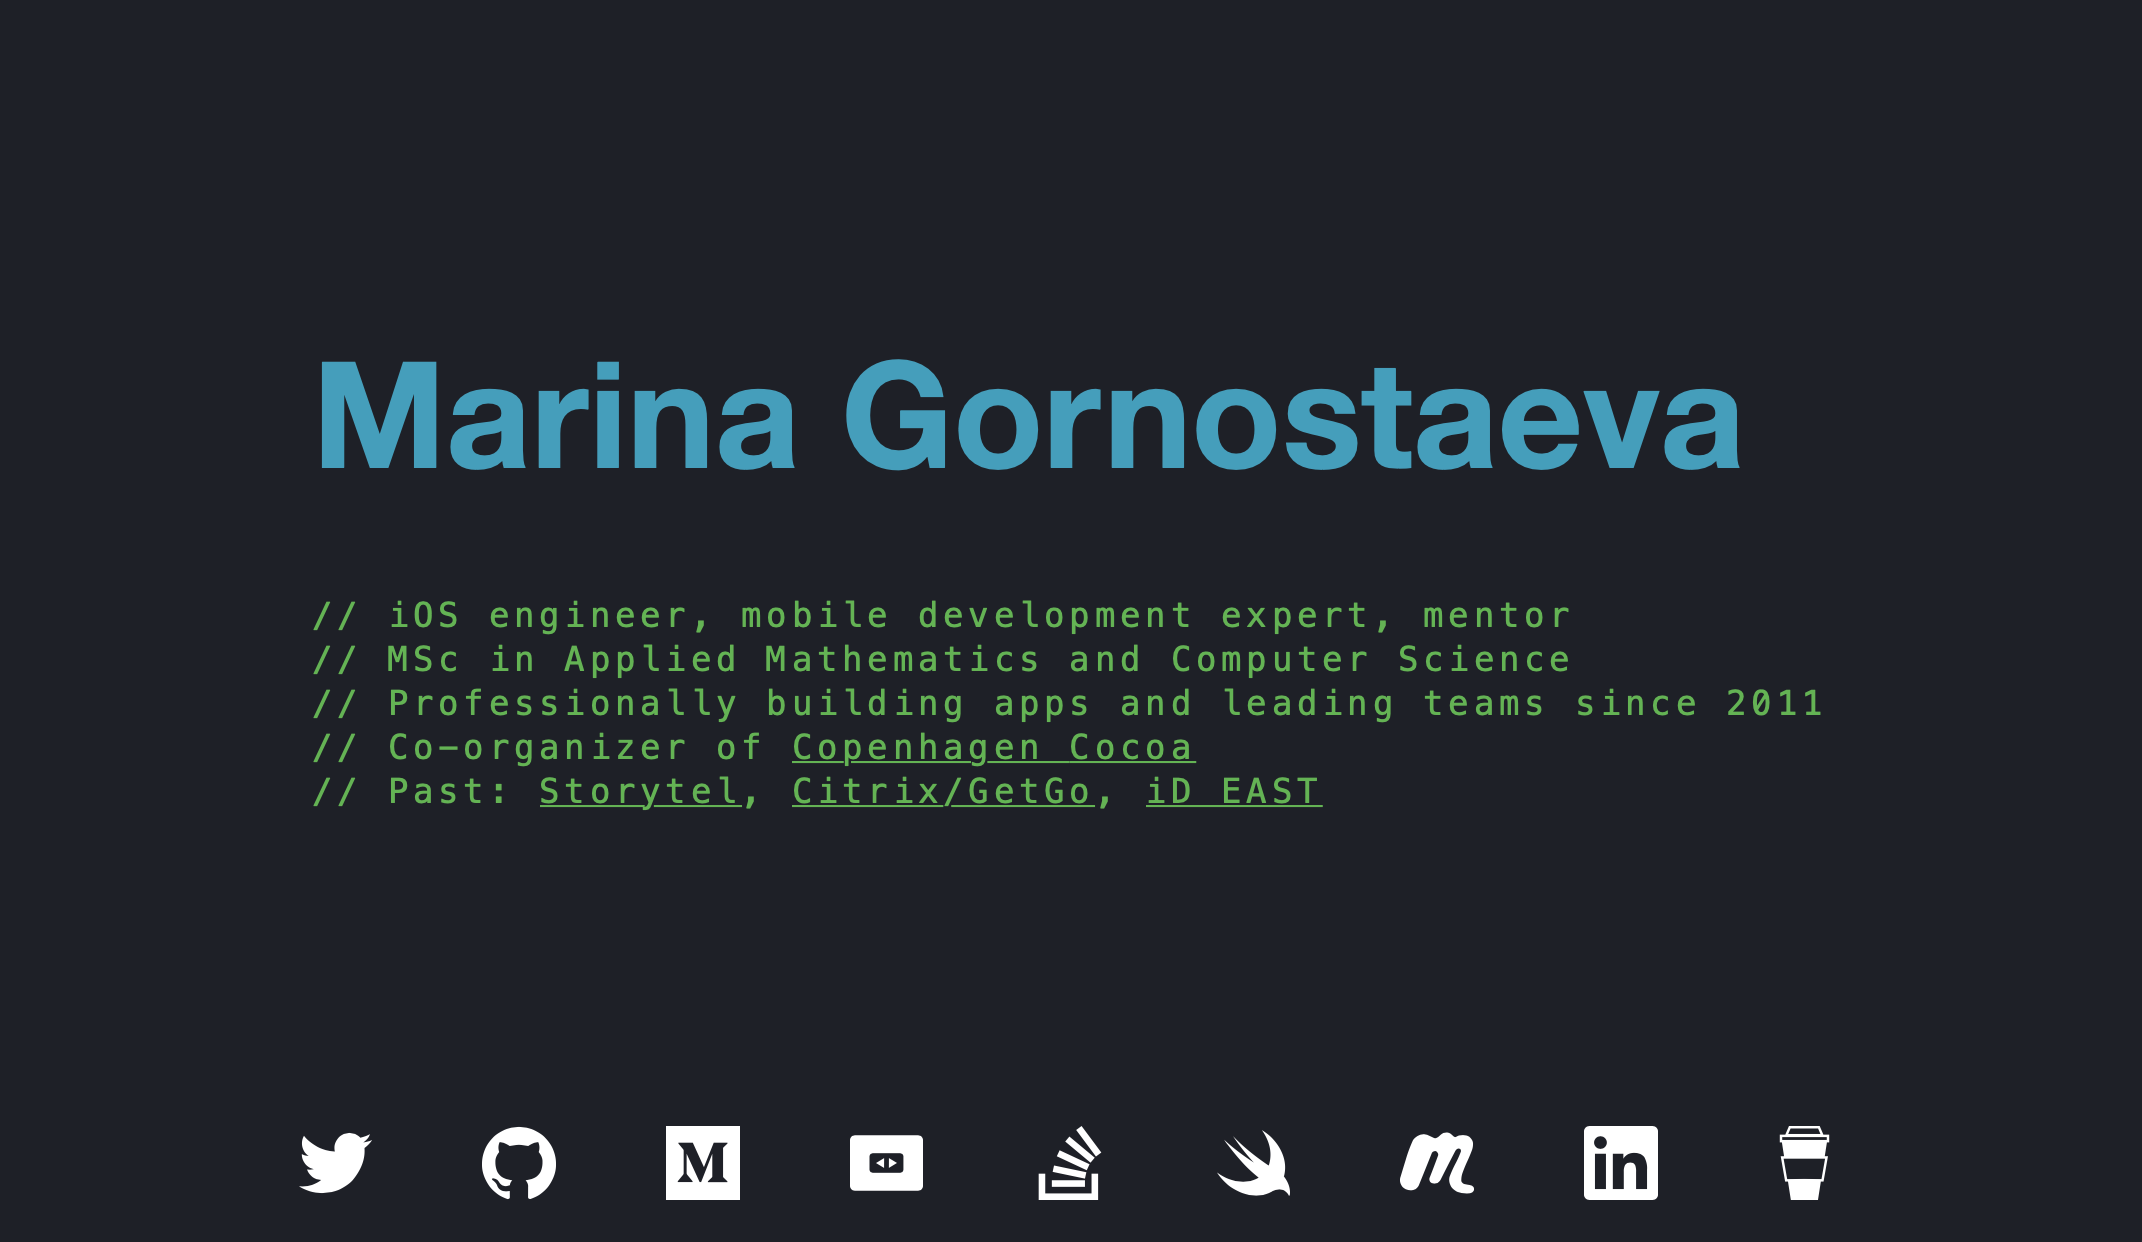 Marina Gornostaeva
// iOS engineer, mobile development expert, mentor
// MSc in Applied Mathematics and Computer Science
// Professionally building apps and leading teams since 2011
// Co-organizer of Copenhagen Cocoa
// Past: Storytel, Citrix/GetGo, iD EAST
M m in